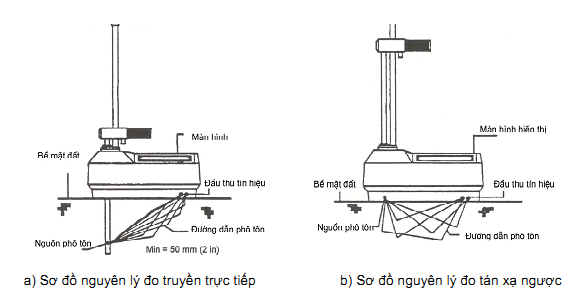 Màn hình
Bề mặt đất
Đầu thu tín hiệu
Nguồn phô tôn
Đường dẫn phô tôn
Min = 50 mm (2 in)
a) Sơ đồ nguyên lý đo truyền trực tiếp
Màn hình hiển thị
Bề mặt đất
Đầu thu tín hiệu
Nguồn phô tôn
Đường dẫn phô tôn
b) Sơ đồ nguyên lý đo tán xạ ngược